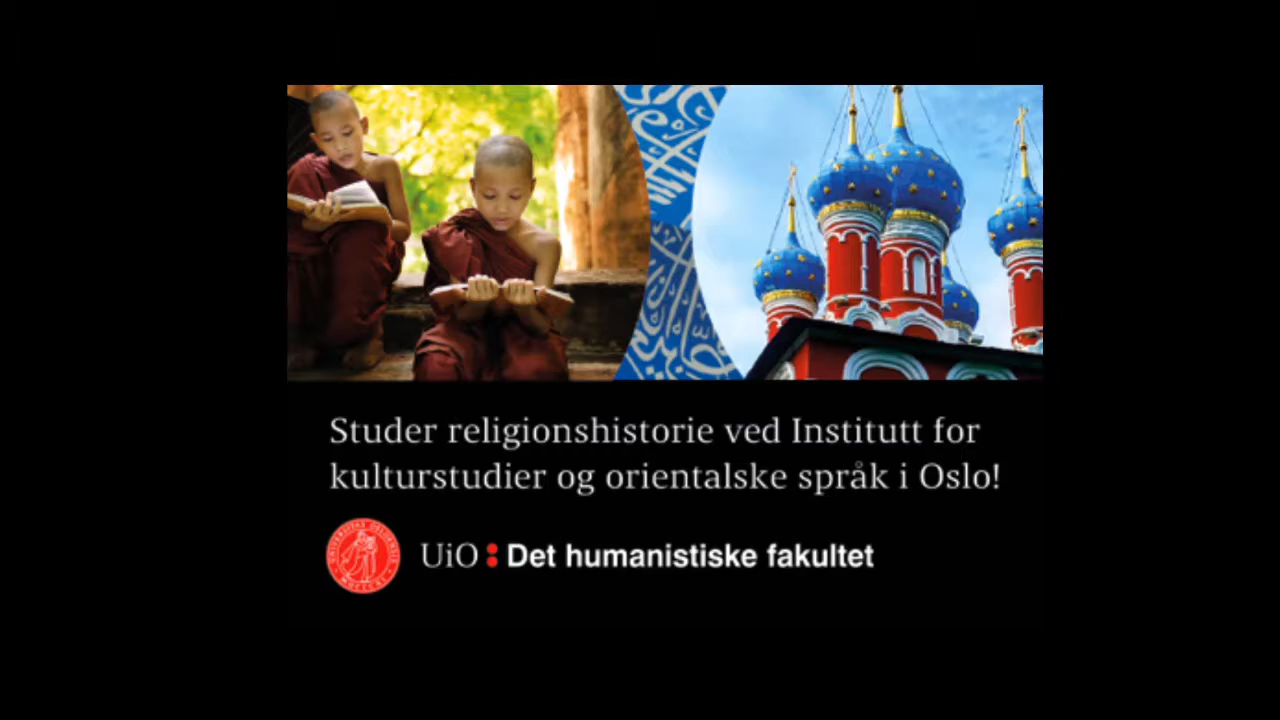 Studer religionshistorie ved Institutt for
kulturstudier og orientalske språk i Oslo!
UiO : Det humanistiske fakultet